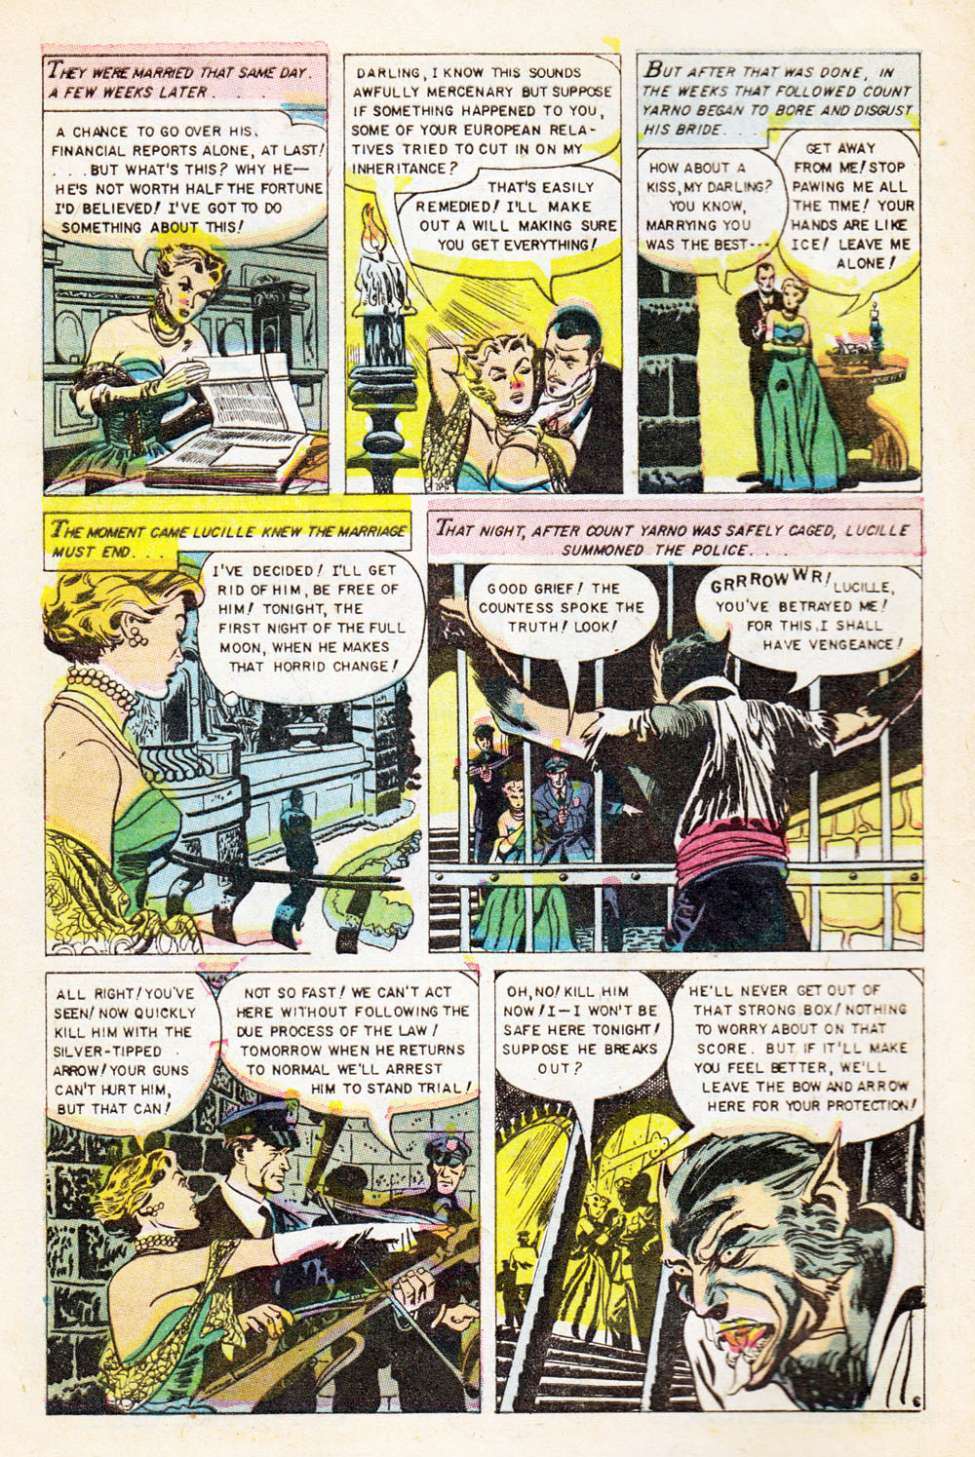 THEY WERE MARRIED THAT SAME DAY.
A FEW WEEKS LATER . . . .
A CHANCE TO GO OVER HIS
FINANCIAL REPORTS ALONE, AT LAST!
. . . BUT WHAT'S THIS? WHY HE—
HE'S NOT WORTH HALF THE FORTUNE
I'D BELIEVED! I'VE GOT TO DO
SOMETHING ABOUT THIS!
DARLING, I KNOW THIS SOUNDS
AWFULLY MERCENARY BUT SUPPOSE
IF SOMETHING HAPPENED TO YOU,
SOME OF YOUR EUROPEAN RELA-
TIVES TRIED TO CUT IN ON MY
INHERITANCE?
THAT'S EASILY
REMEDIED! I'LL MAKE
OUT A WILL MAKING SURE
YOU GET EVERYTHING!
BUT AFTER THAT WAS DONE, IN
THE WEEKS THAT FOLLOWED COUNT
YARNO BEGAN TO BORE AND DISGUST
HIS BRIDE. . . .
HOW ABOUT A
KISS, MY DARLING?
YOU KNOW,
MARRYING YOU
WAS THE BEST---
GET AWAY
FROM ME! STOP
PAWING ME ALL
THE TIME! YOUR
HANDS ARE LIKE
ICE! LEAVE ME
ALONE!
THE MOMENT CAME LUCILLE KNEW THE MARRIAGE
MUST END. . .
I'VE DECIDED! I'LL GET
RID OF HIM, BE FREE OF
HIM! TONIGHT, THE
FIRST NIGHT OF THE FULL
MOON, WHEN HE MAKES
THAT HORRID CHANGE!
THAT NIGHT, AFTER COUNT YARNO WAS SAFELY CAGED, LUCILLE
SUMMONED THE POLICE. . . .
GOOD GRIEF! THE
COUNTESS SPOKE THE
TRUTH! LOOK!
GRRROWWR! LUCILLE,
YOU'VE BETRAYED ME!
FOR THIS, I SHALL
HAVE VENGEANCE!
ALL RIGHT! YOU'VE
SEEN! NOW QUICKLY
KILL HIM WITH THE
SILVER-TIPPED
ARROW! YOUR GUNS
CAN'T HURT HIM,
BUT THAT CAN!
NOT SO FAST! WE CAN'T ACT
HERE WITHOUT FOLLOWING THE
DUE PROCESS OF THE LAW!
TOMORROW WHEN HE RETURNS
TO NORMAL WE'LL ARREST
HIM TO STAND TRIAL!
OH, NO! KILL HIM
NOW! I—I WON'T BE
SAFE HERE TONIGHT!
SUPPOSE HE BREAKS
OUT?
HE'LL NEVER GET OUT OF
THAT STRONG BOX! NOTHING
TO WORRY ABOUT ON THAT
SCORE. BUT IF IT'LL MAKE
YOU FEEL BETTER, WE'LL
LEAVE THE BOW AND ARROW
HERE FOR YOUR PROTECTION!
6